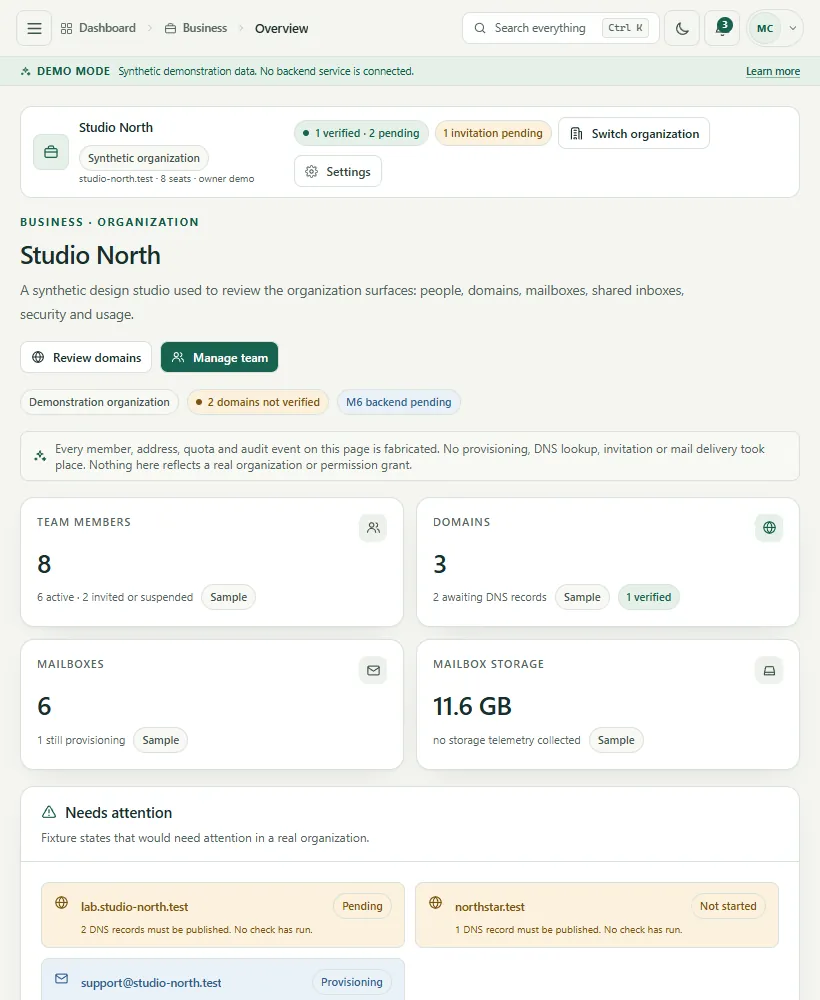 Dashboard
Business
Overview
Search everything
Ctrl K
3
MC
DEMO MODE Synthetic demonstration data. No backend service is connected.
Learn more
Studio North
Synthetic organization
studio-north.test · 8 seats · owner demo
1 verified · 2 pending
1 invitation pending
Switch organization
Settings
BUSINESS · ORGANIZATION
Studio North
A synthetic design studio used to review the organization surfaces: people, domains, mailboxes, shared inboxes,
security and usage.
Review domains
Manage team
Demonstration organization
2 domains not verified
M6 backend pending
Every member, address, quota and audit event on this page is fabricated. No provisioning, DNS lookup, invitation or mail delivery took
place. Nothing here reflects a real organization or permission grant.
TEAM MEMBERS
8
6 active · 2 invited or suspended
Sample
DOMAINS
3
2 awaiting DNS records
Sample
1 verified
MAILBOXES
6
1 still provisioning
Sample
MAILBOX STORAGE
11.6 GB
no storage telemetry collected
Sample
Needs attention
Fixture states that would need attention in a real organization.
lab.studio-north.test
Pending
2 DNS records must be published. No check has run.
northstar.test
Not started
1 DNS record must be published. No check has run.
support@studio-north.test
Provisioning